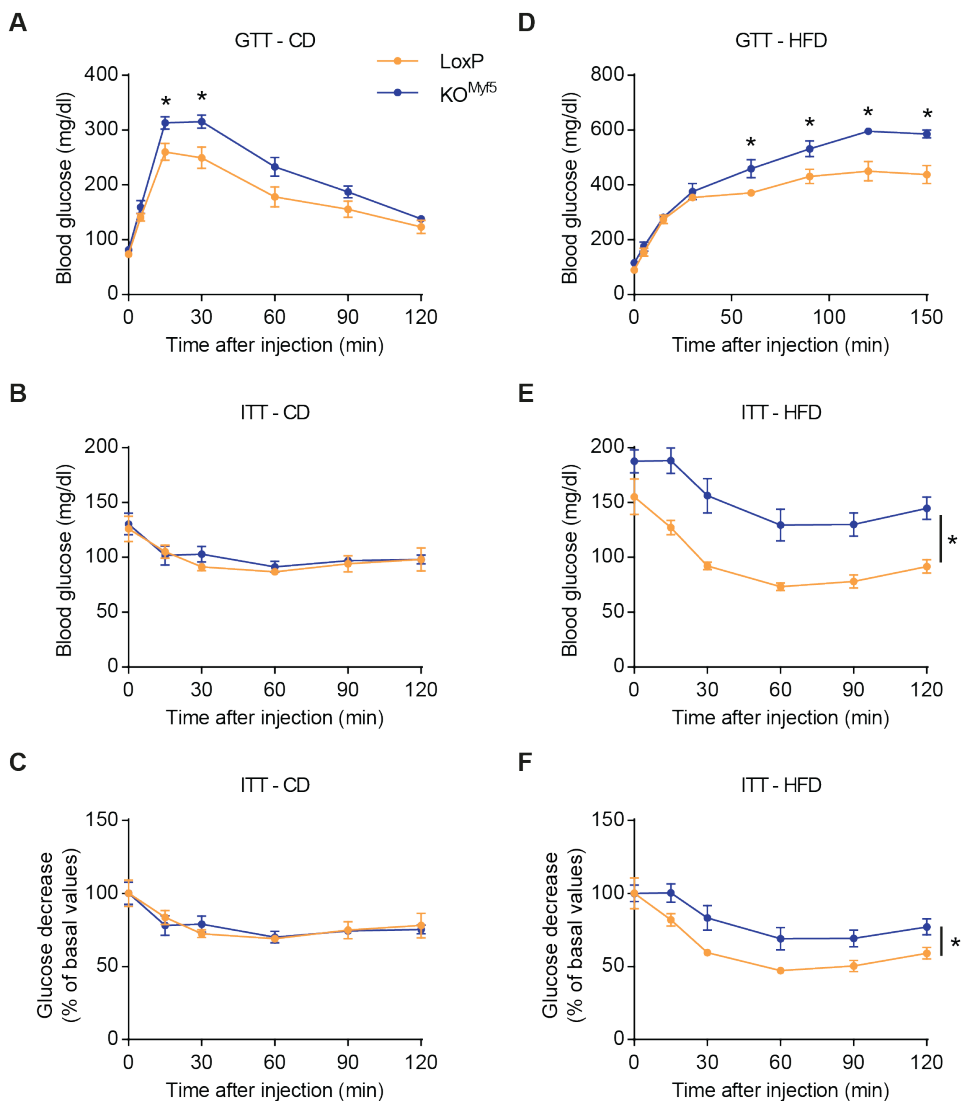 A
GTT - CD
LoxP
KO^Myf5
Blood glucose (mg/dl)
400
300
200
100
0
* *
0 30 60 90 120
Time after injection (min)
D
GTT - HFD
Blood glucose (mg/dl)
800
600
400
200
0
* * * *
0 50 100 150
Time after injection (min)
B
ITT - CD
Blood glucose (mg/dl)
200
150
100
50
0
0 30 60 90 120
Time after injection (min)
E
ITT - HFD
Blood glucose (mg/dl)
200
150
100
50
0
*
0 30 60 90 120
Time after injection (min)
C
ITT - CD
Glucose decrease
(% of basal values)
150
100
50
0
0 30 60 90 120
Time after injection (min)
F
ITT - HFD
Glucose decrease
(% of basal values)
150
100
50
0
*
0 30 60 90 120
Time after injection (min)